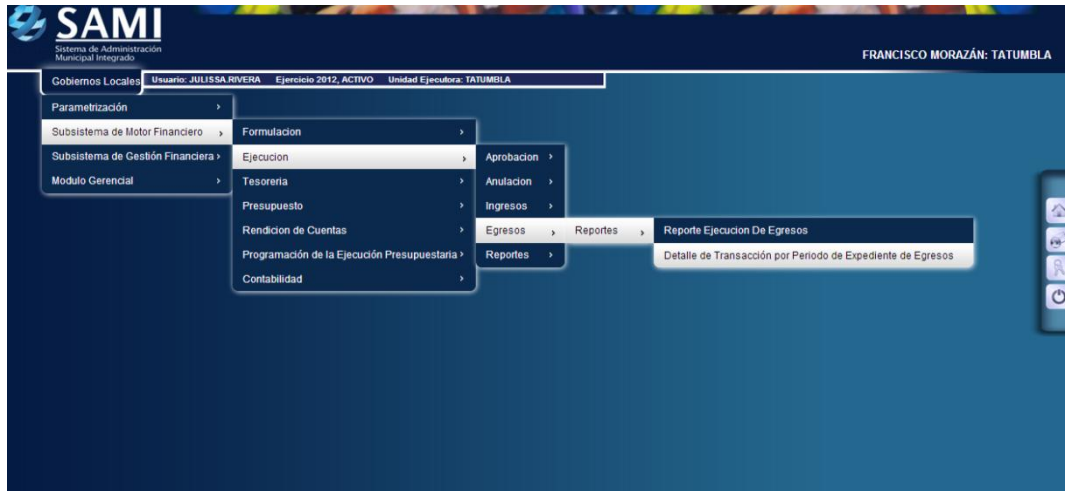 SAMI
Sistema de Administración
Municipal Integrado
FRANCISCO MORAZÁN: TATUMBLA
Gobiernos Locales
Usuario: JULISSA.RIVERA Ejercicio 2012, ACTIVO Unidad Ejecutora: TATUMBLA
Parametrización
Subsistema de Motor Financiero
Subsistema de Gestión Financiera
Modulo Gerencial
Formulacion
Ejecucion
Tesoreria
Presupuesto
Rendicion de Cuentas
Programación de la Ejecución Presupuestaria
Contabilidad
Aprobacion
Anulacion
Ingresos
Egresos
Reportes
Reportes
Reporte Ejecucion De Egresos
Detalle de Transacción por Periodo de Expediente de Egresos